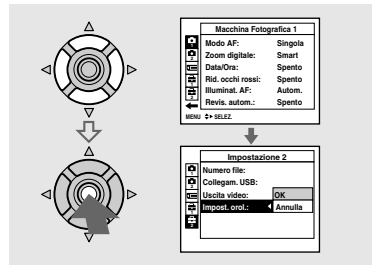 Macchina Fotografica 1
Modo AF: Singola
Zoom digitale: Smart
Data/Ora: Spento
Rid. occhi rossi: Spento
Illuminat. AF: Autom.
Revis. autom.: Spento
MENU SELEZ.
Impostazione 2
Numero file:
Collegam. USB:
Uscita video: OK
Impost. orol.: Annulla